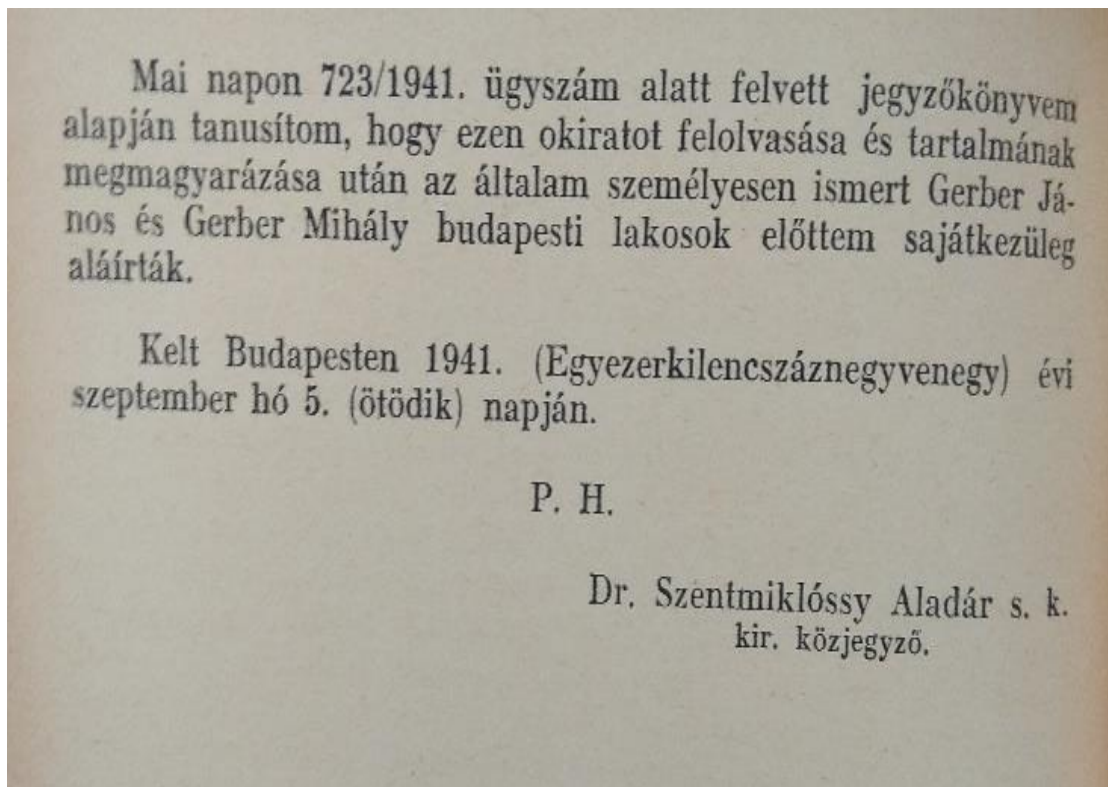 Mai napon 723/1941. ügyszám alatt felvett jegyzőkönyvem
alapján tanusítom, hogy ezen okiratot felolvasása és tartalmának
megmagyarázása után az általam személyesen ismert Gerber Já-
nos és Gerber Mihály budapesti lakosok előttem sajátkezüleg
aláírták.
Kelt Budapesten 1941. (Egyezerkilencszáznegyvenegy) évi
szeptember hó 5. (ötödik) napján.
P. H.
Dr. Szentmiklóssy Aladár s. k.
kir. közjegyző.